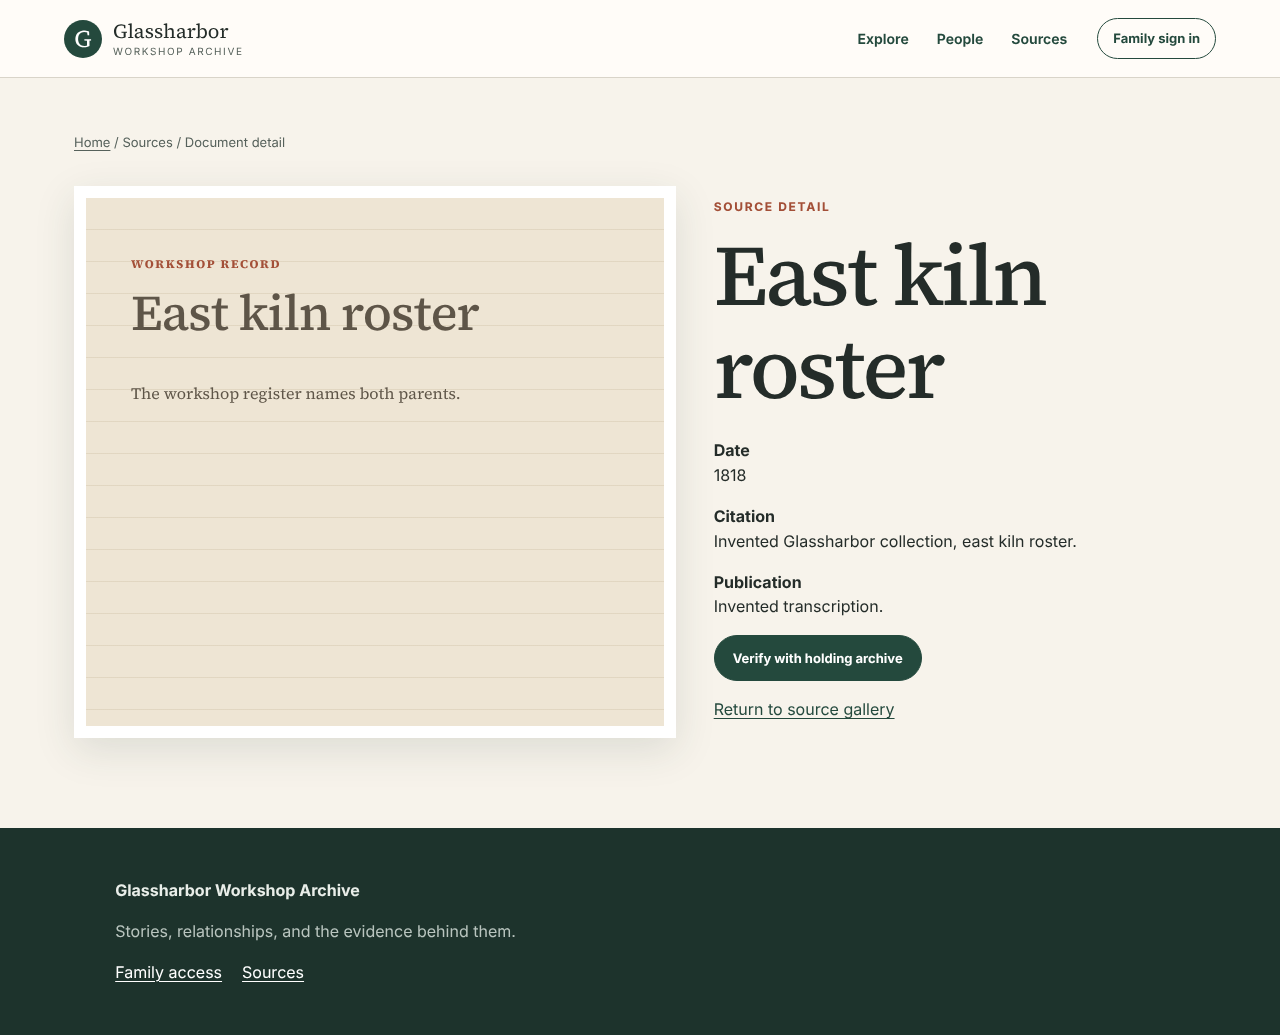 G
Glassharbor
WORKSHOP ARCHIVE
Explore
People
Sources
Family sign in
Home / Sources / Document detail
WORKSHOP RECORD
East kiln roster
The workshop register names both parents.
SOURCE DETAIL
East kiln
roster
Date
1818
Citation
Invented Glassharbor collection, east kiln roster.
Publication
Invented transcription.
Verify with holding archive
Return to source gallery
Glassharbor Workshop Archive
Stories, relationships, and the evidence behind them.
Family access
Sources